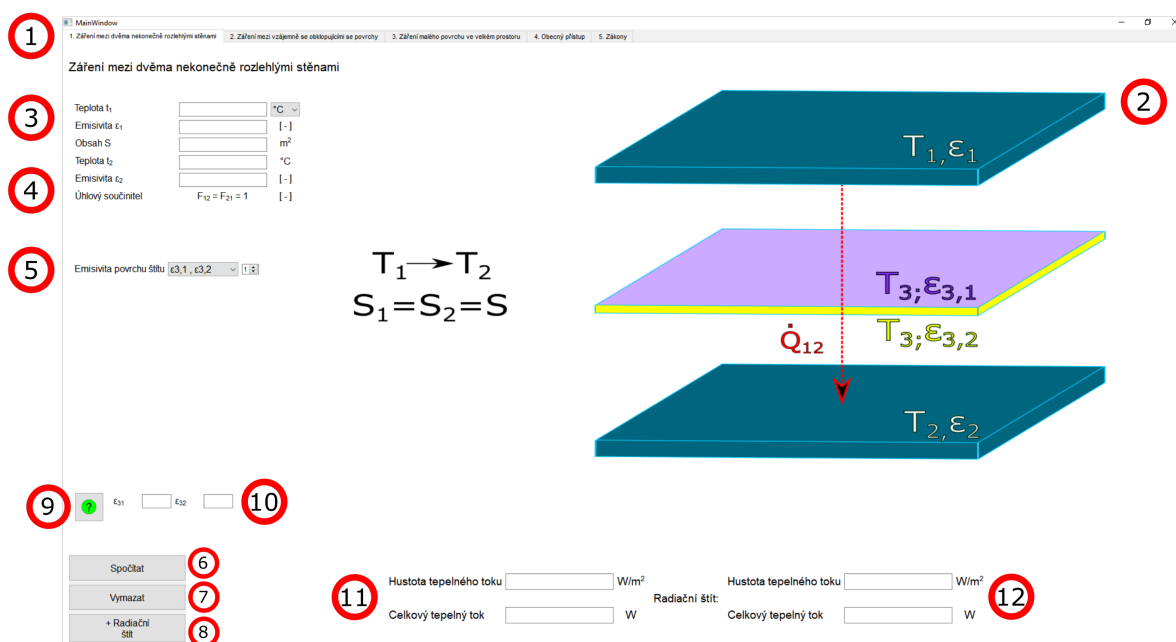 MainWindow
1
1. Záření mezi dvěma nekonečně rozlehlými stěnami 2. Záření mezi vzájemně se obklopujícími se povrchy 3. Záření malého povrchu ve velkém prostoru 4. Obecný přístup 5. Zákony
Záření mezi dvěma nekonečně rozlehlými stěnami
2
3
Teplota t₁ °C
Emisivita ε₁ [ - ]
Obsah S m²
Teplota t₂ °C
4
Emisivita ε₂ [ - ]
Úhlový součinitel F₁₂ = F₂₁ = 1 [ - ]
5
Emisivita povrchu štítu ε3,1 , ε3,2 1
T₁→T₂
S₁=S₂=S
T₁,ε₁
T₃;ε₃,₁
T₃;ε₃,₂
Q̇₁₂
T₂,ε₂
9
? ε₃₁ ε₃₂
10
Spočítat
6
Vymazat
7
+ Radiační
štít
8
11
Hustota tepelného toku W/m²
Celkový tepelný tok W
Radiační štít:
Hustota tepelného toku W/m²
Celkový tepelný tok W
12